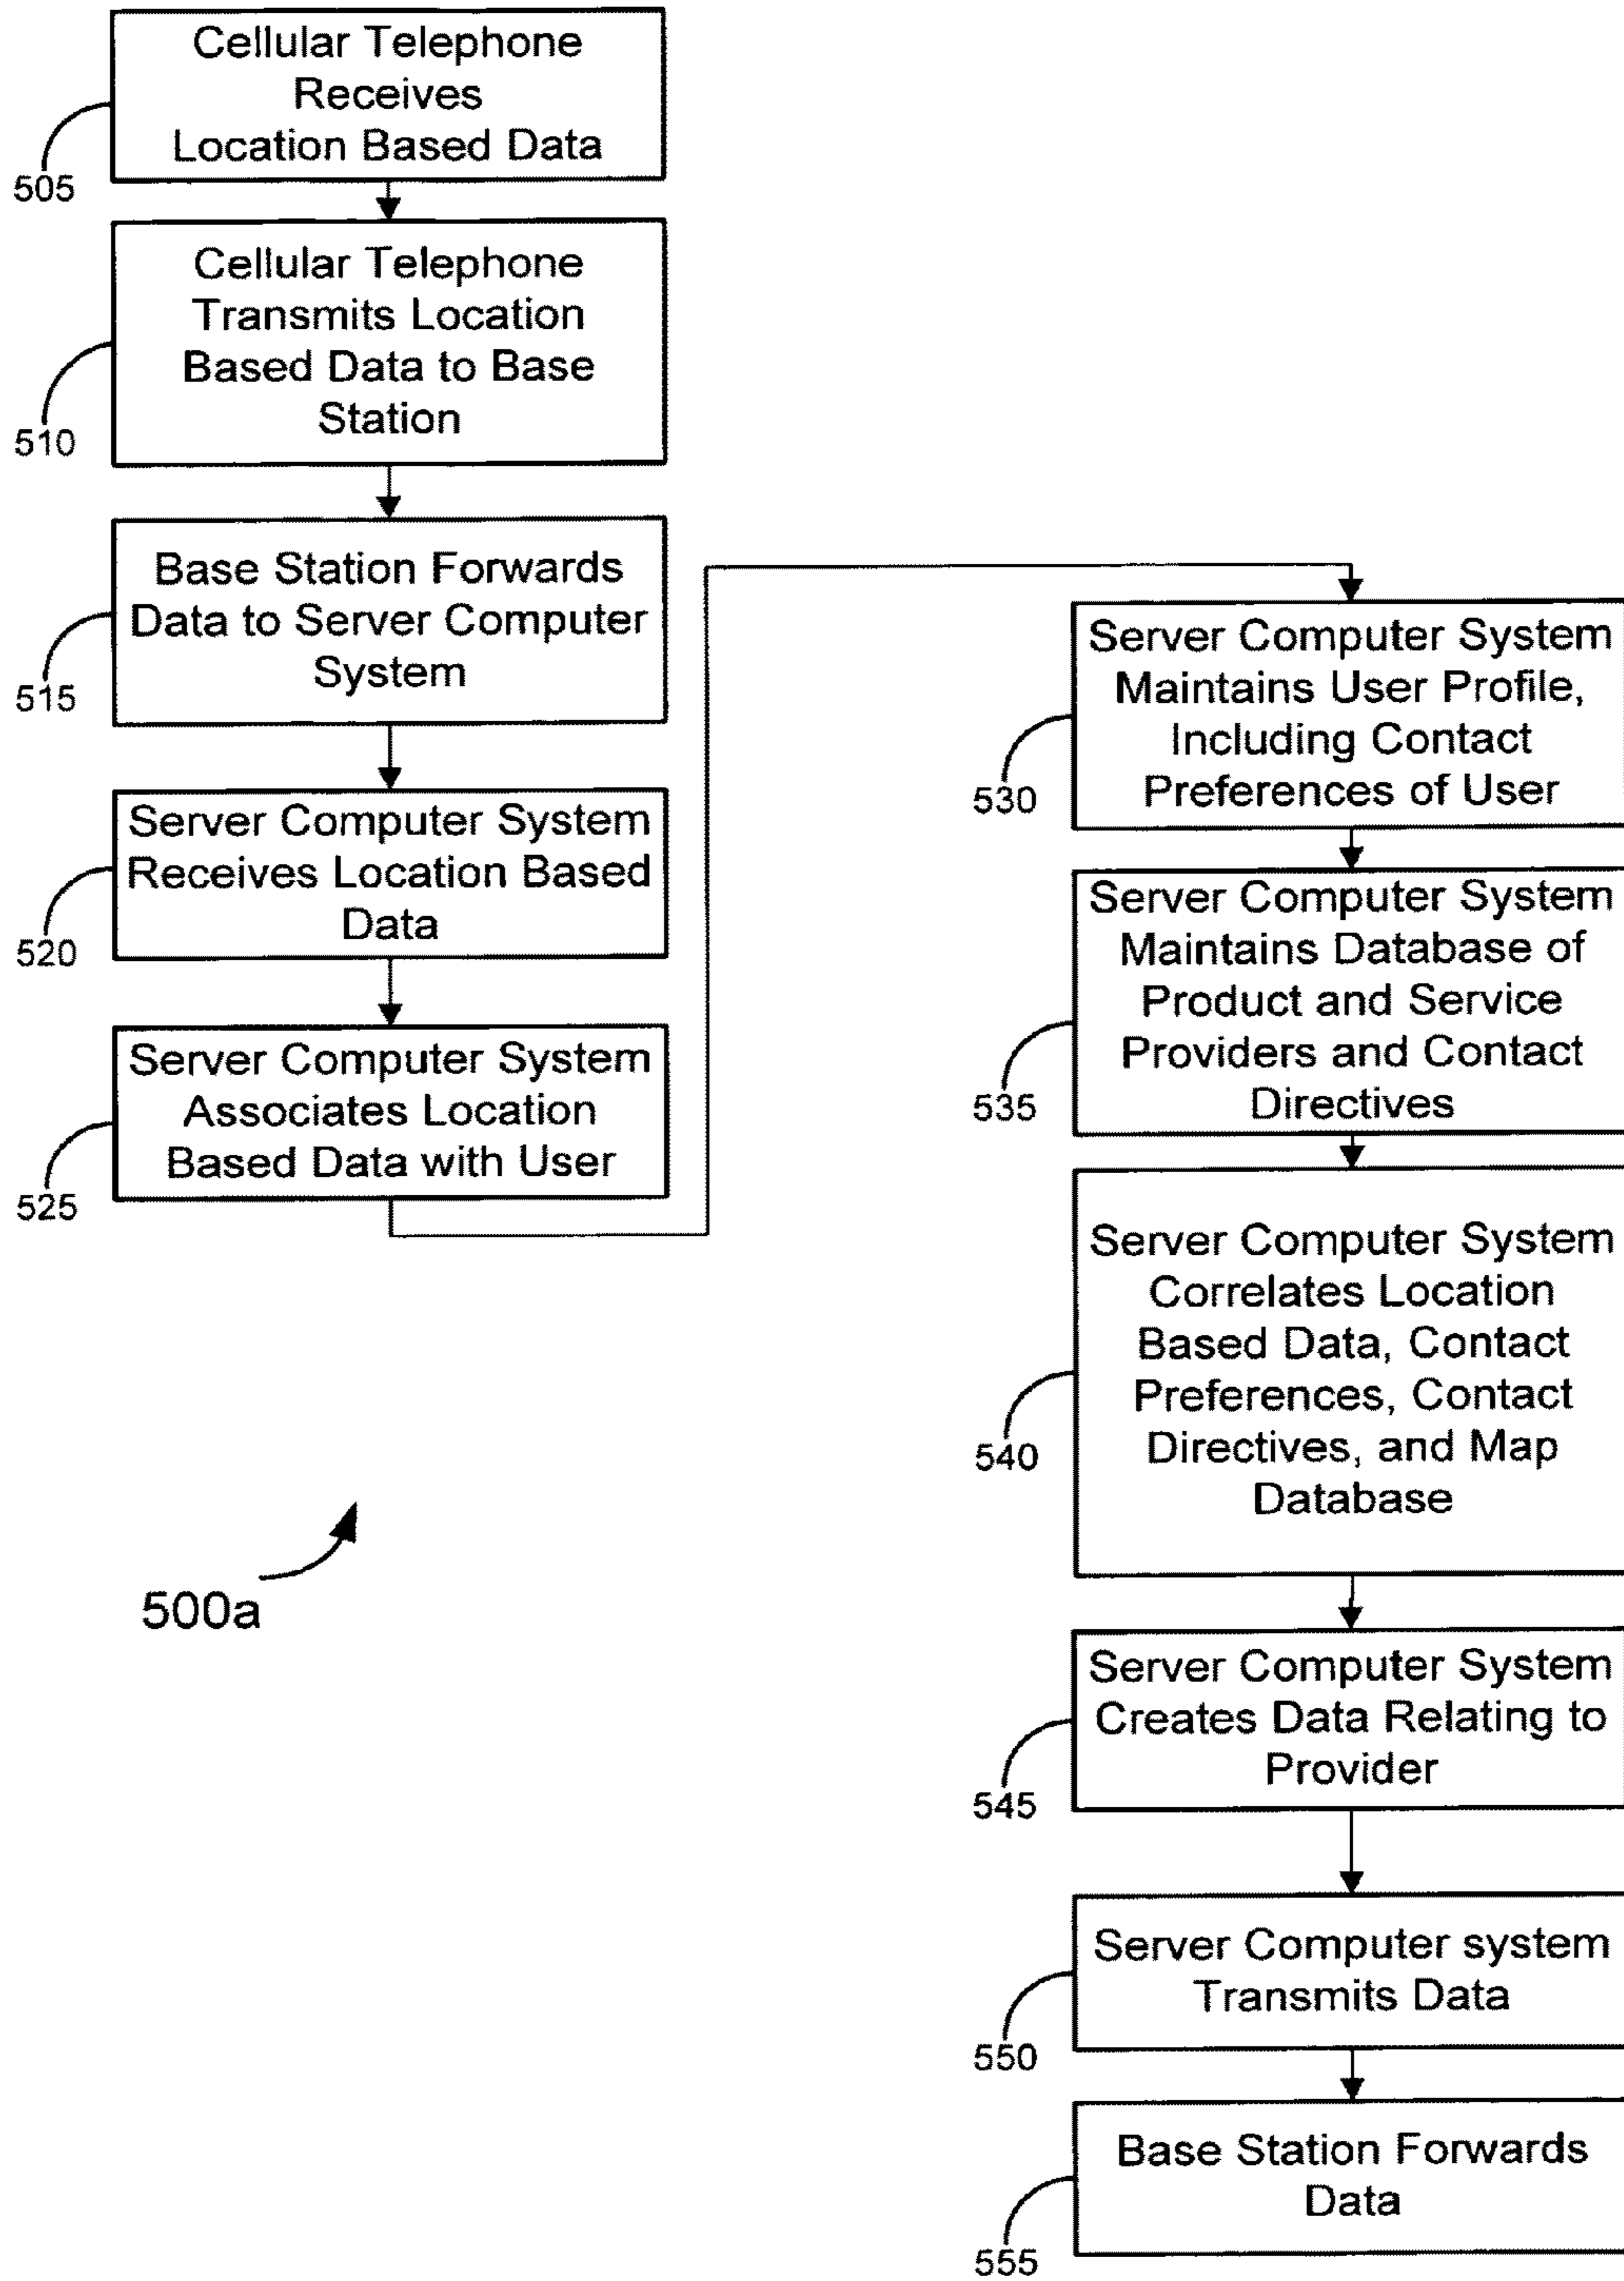 Cellular Telephone
Receives
Location Based Data
505
Cellular Telephone
Transmits Location
Based Data to Base
Station
510
Base Station Forwards
Data to Server Computer
System
515
Server Computer System
Receives Location Based
Data
520
Server Computer System
Associates Location
Based Data with User
525
Server Computer System
Maintains User Profile,
Including Contact
Preferences of User
530
Server Computer System
Maintains Database of
Product and Service
Providers and Contact
Directives
535
Server Computer System
Correlates Location
Based Data, Contact
Preferences, Contact
Directives, and Map
Database
540
Server Computer System
Creates Data Relating to
Provider
545
Server Computer system
Transmits Data
550
Base Station Forwards
Data
555
500a